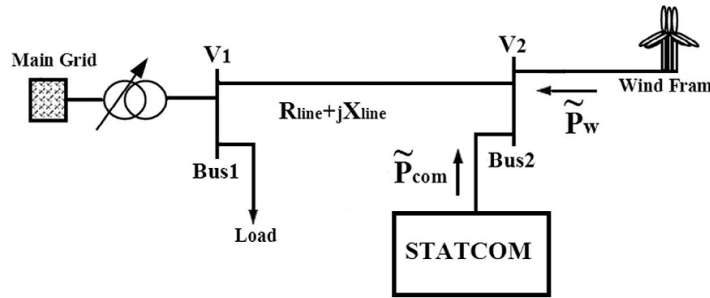 Main Grid
V1
V2
Wind Fram
Rline+jXline
P̃w
Bus1
Bus2
P̃com
Load
STATCOM